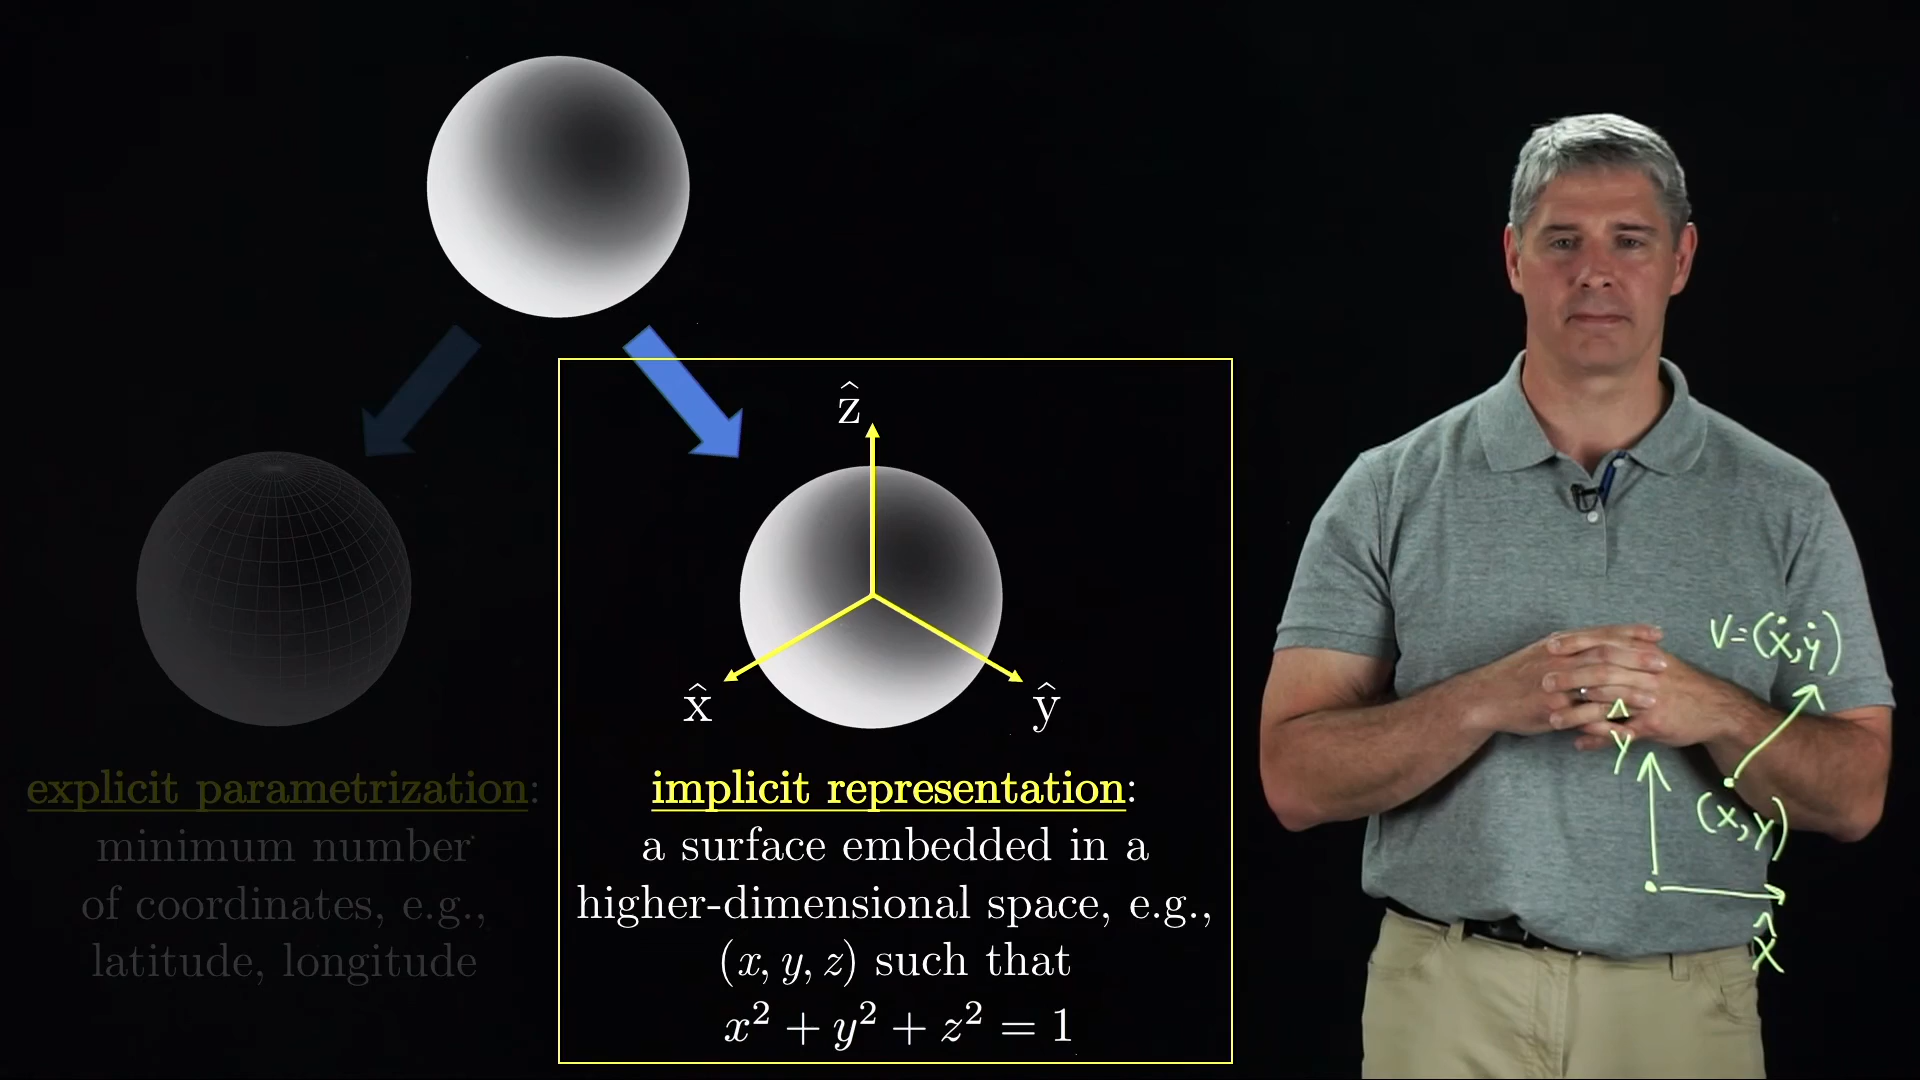 ẑ
x̂
ŷ
explicit parametrization:
minimum number
of coordinates, e.g.,
latitude, longitude
implicit representation:
a surface embedded in a
higher-dimensional space, e.g.,
(x, y, z) such that
x² + y² + z² = 1
v=(ẋ,ẏ)
ŷ
(x,y)
x̂